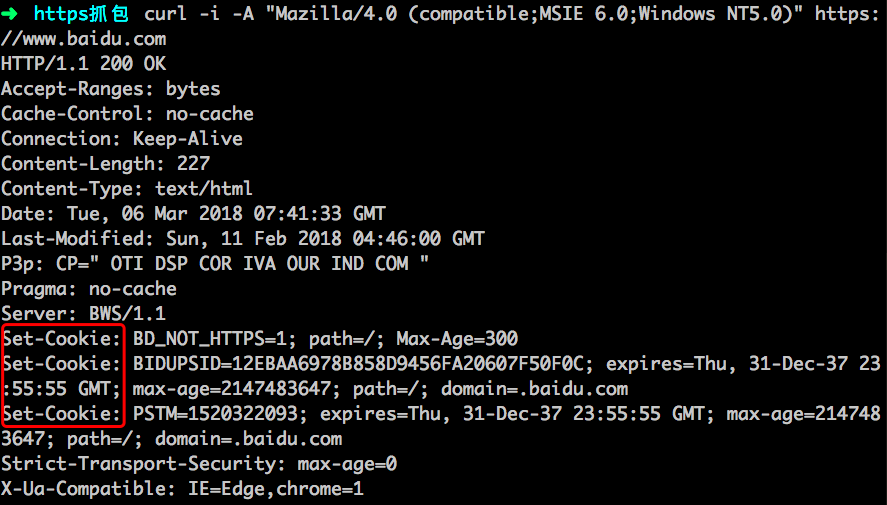 ➜ https抓包 curl -i -A "Mazilla/4.0 (compatible;MSIE 6.0;Windows NT5.0)" https:
//www.baidu.com
HTTP/1.1 200 OK
Accept-Ranges: bytes
Cache-Control: no-cache
Connection: Keep-Alive
Content-Length: 227
Content-Type: text/html
Date: Tue, 06 Mar 2018 07:41:33 GMT
Last-Modified: Sun, 11 Feb 2018 04:46:00 GMT
P3p: CP=" OTI DSP COR IVA OUR IND COM "
Pragma: no-cache
Server: BWS/1.1
Set-Cookie: BD_NOT_HTTPS=1; path=/; Max-Age=300
Set-Cookie: BIDUPSID=12EBAA6978B858D9456FA20607F50F0C; expires=Thu, 31-Dec-37 23
:55:55 GMT; max-age=2147483647; path=/; domain=.baidu.com
Set-Cookie: PSTM=1520322093; expires=Thu, 31-Dec-37 23:55:55 GMT; max-age=214748
3647; path=/; domain=.baidu.com
Strict-Transport-Security: max-age=0
X-Ua-Compatible: IE=Edge,chrome=1